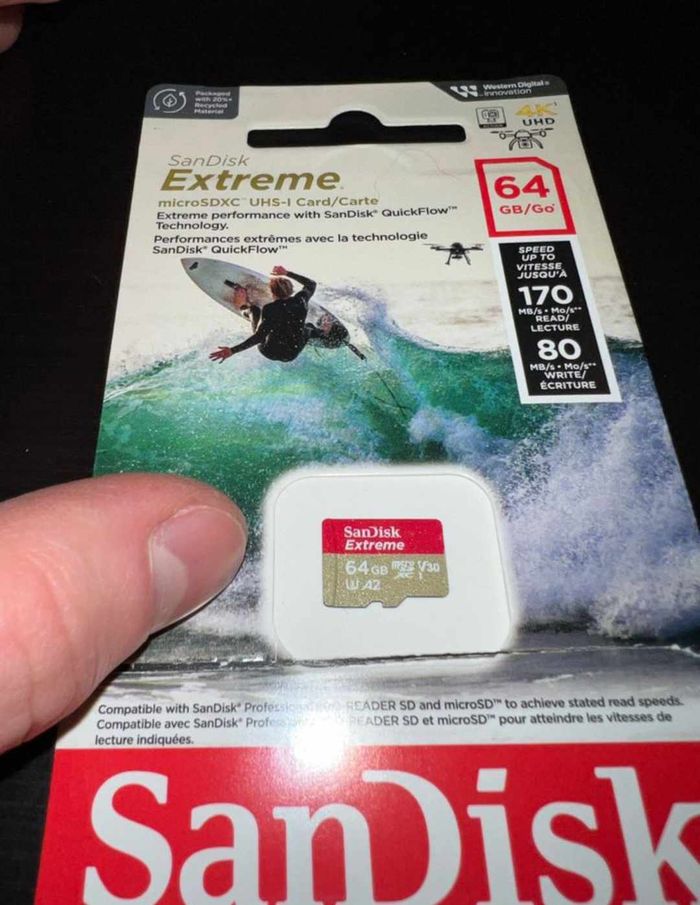 Packaged
with 20%+
Recycled
Material
Western Digital®
Innovation
4K
UHD
SanDisk
Extreme®
microSDXC™ UHS-I Card/Carte
Extreme performance with SanDisk® QuickFlow™
Technology.
Performances extrêmes avec la technologie
SanDisk® QuickFlow™
64
GB/Go*
SPEED
UP TO
VITESSE
JUSQU'À
170
MB/s • Mo/s**
READ/
LECTURE
80
MB/s • Mo/s**
WRITE/
ÉCRITURE
SanDisk
Extreme
64GB micro SD XC I V30
U3 A2
Compatible with SanDisk® READER SD and microSD™ to achieve stated read speeds.
Compatible avec SanDisk® READER SD et microSD™ pour atteindre les vitesses de
lecture indiquées.
SanDisk